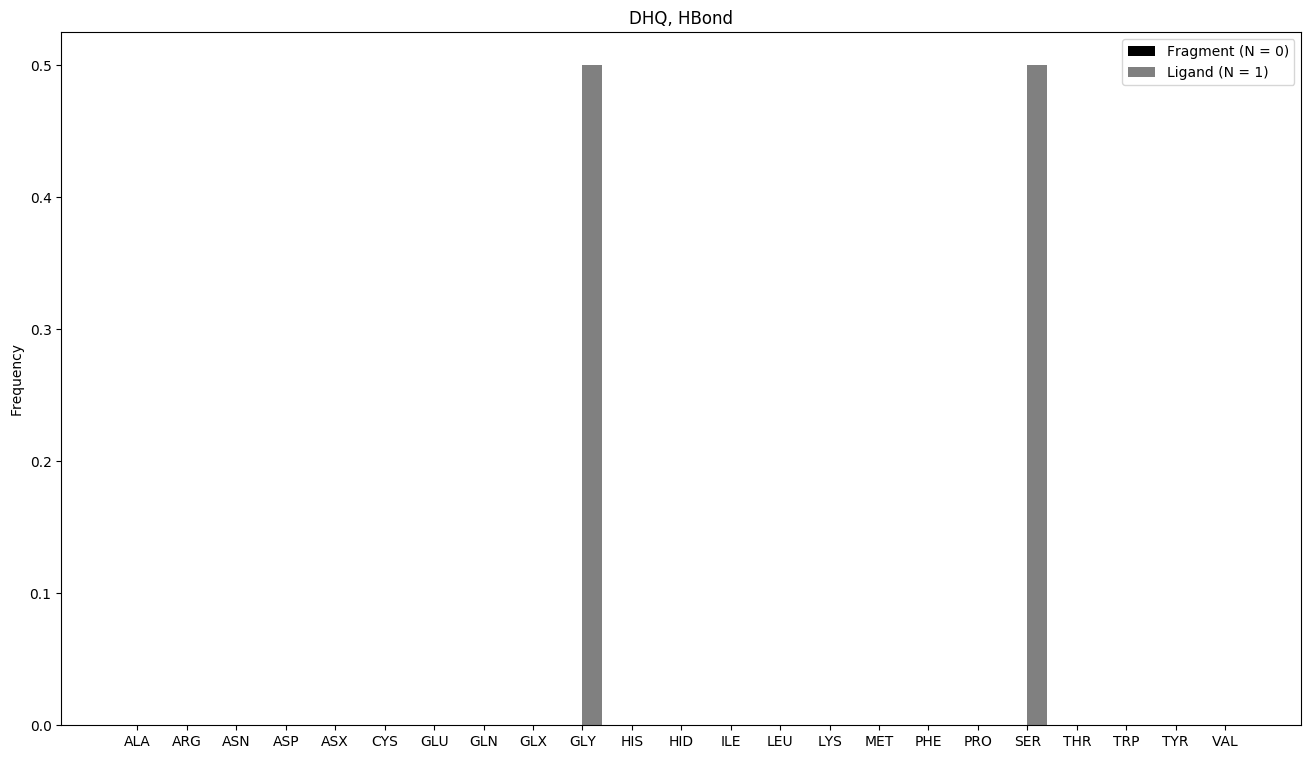 DHQ, HBond
Fragment (N = 0)
Ligand (N = 1)
Frequency
0.5
0.4
0.3
0.2
0.1
0.0
ALA ARG ASN ASP ASX CYS GLU GLN GLX GLY HIS HID ILE LEU LYS MET PHE PRO SER THR TRP TYR VAL